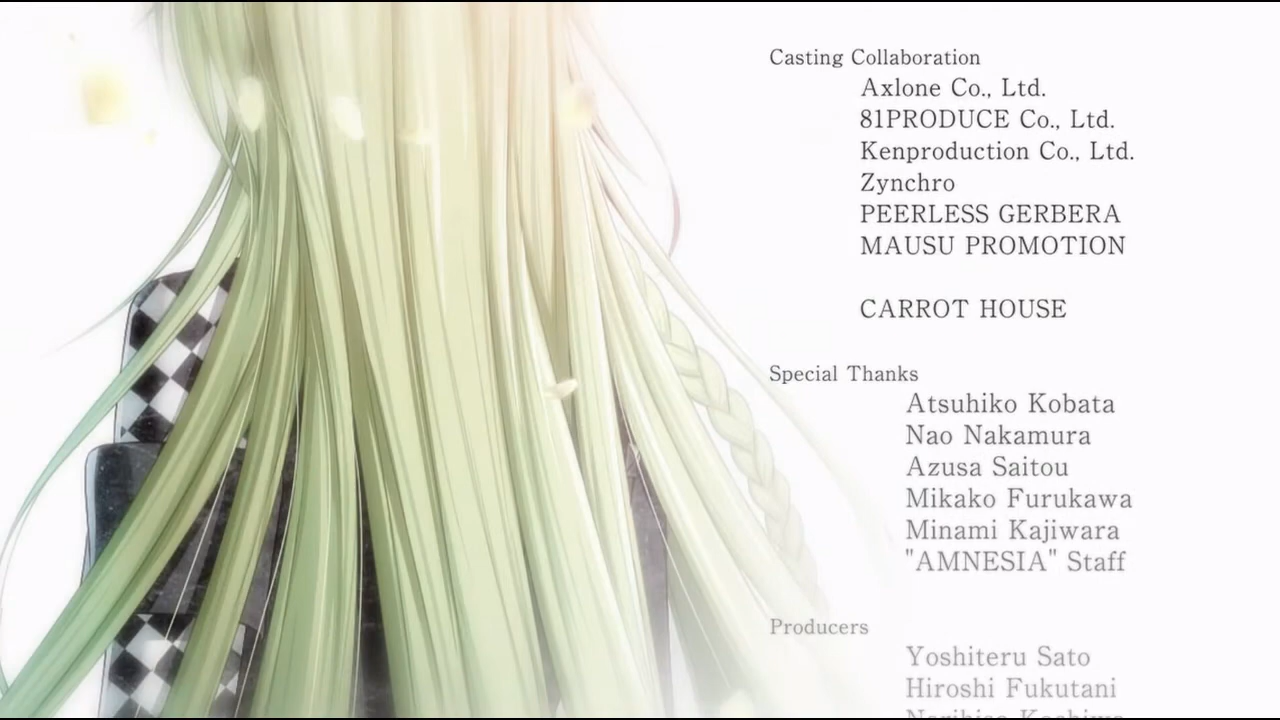 Casting Collaboration
Axlone Co., Ltd.
81PRODUCE Co., Ltd.
Kenproduction Co., Ltd.
Zynchro
PEERLESS GERBERA
MAUSU PROMOTION
CARROT HOUSE
Special Thanks
Atsuhiko Kobata
Nao Nakamura
Azusa Saitou
Mikako Furukawa
Minami Kajiwara
"AMNESIA" Staff
Producers
Yoshiteru Sato
Hiroshi Fukutani